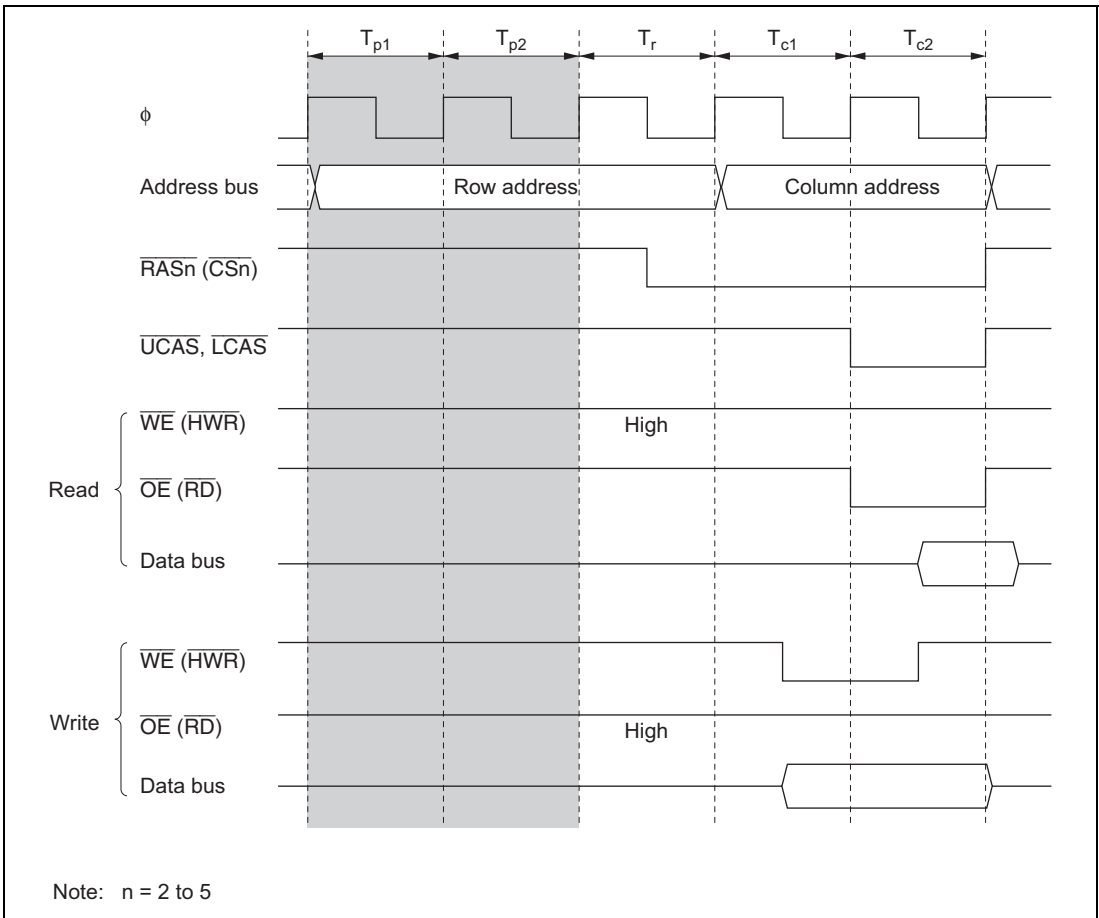 Tp1 Tp2 Tr Tc1 Tc2
φ
Address bus Row address Column address
RASn (CSn)
UCAS, LCAS
WE (HWR) High
Read OE (RD)
Data bus
WE (HWR)
Write OE (RD) High
Data bus
Note: n = 2 to 5